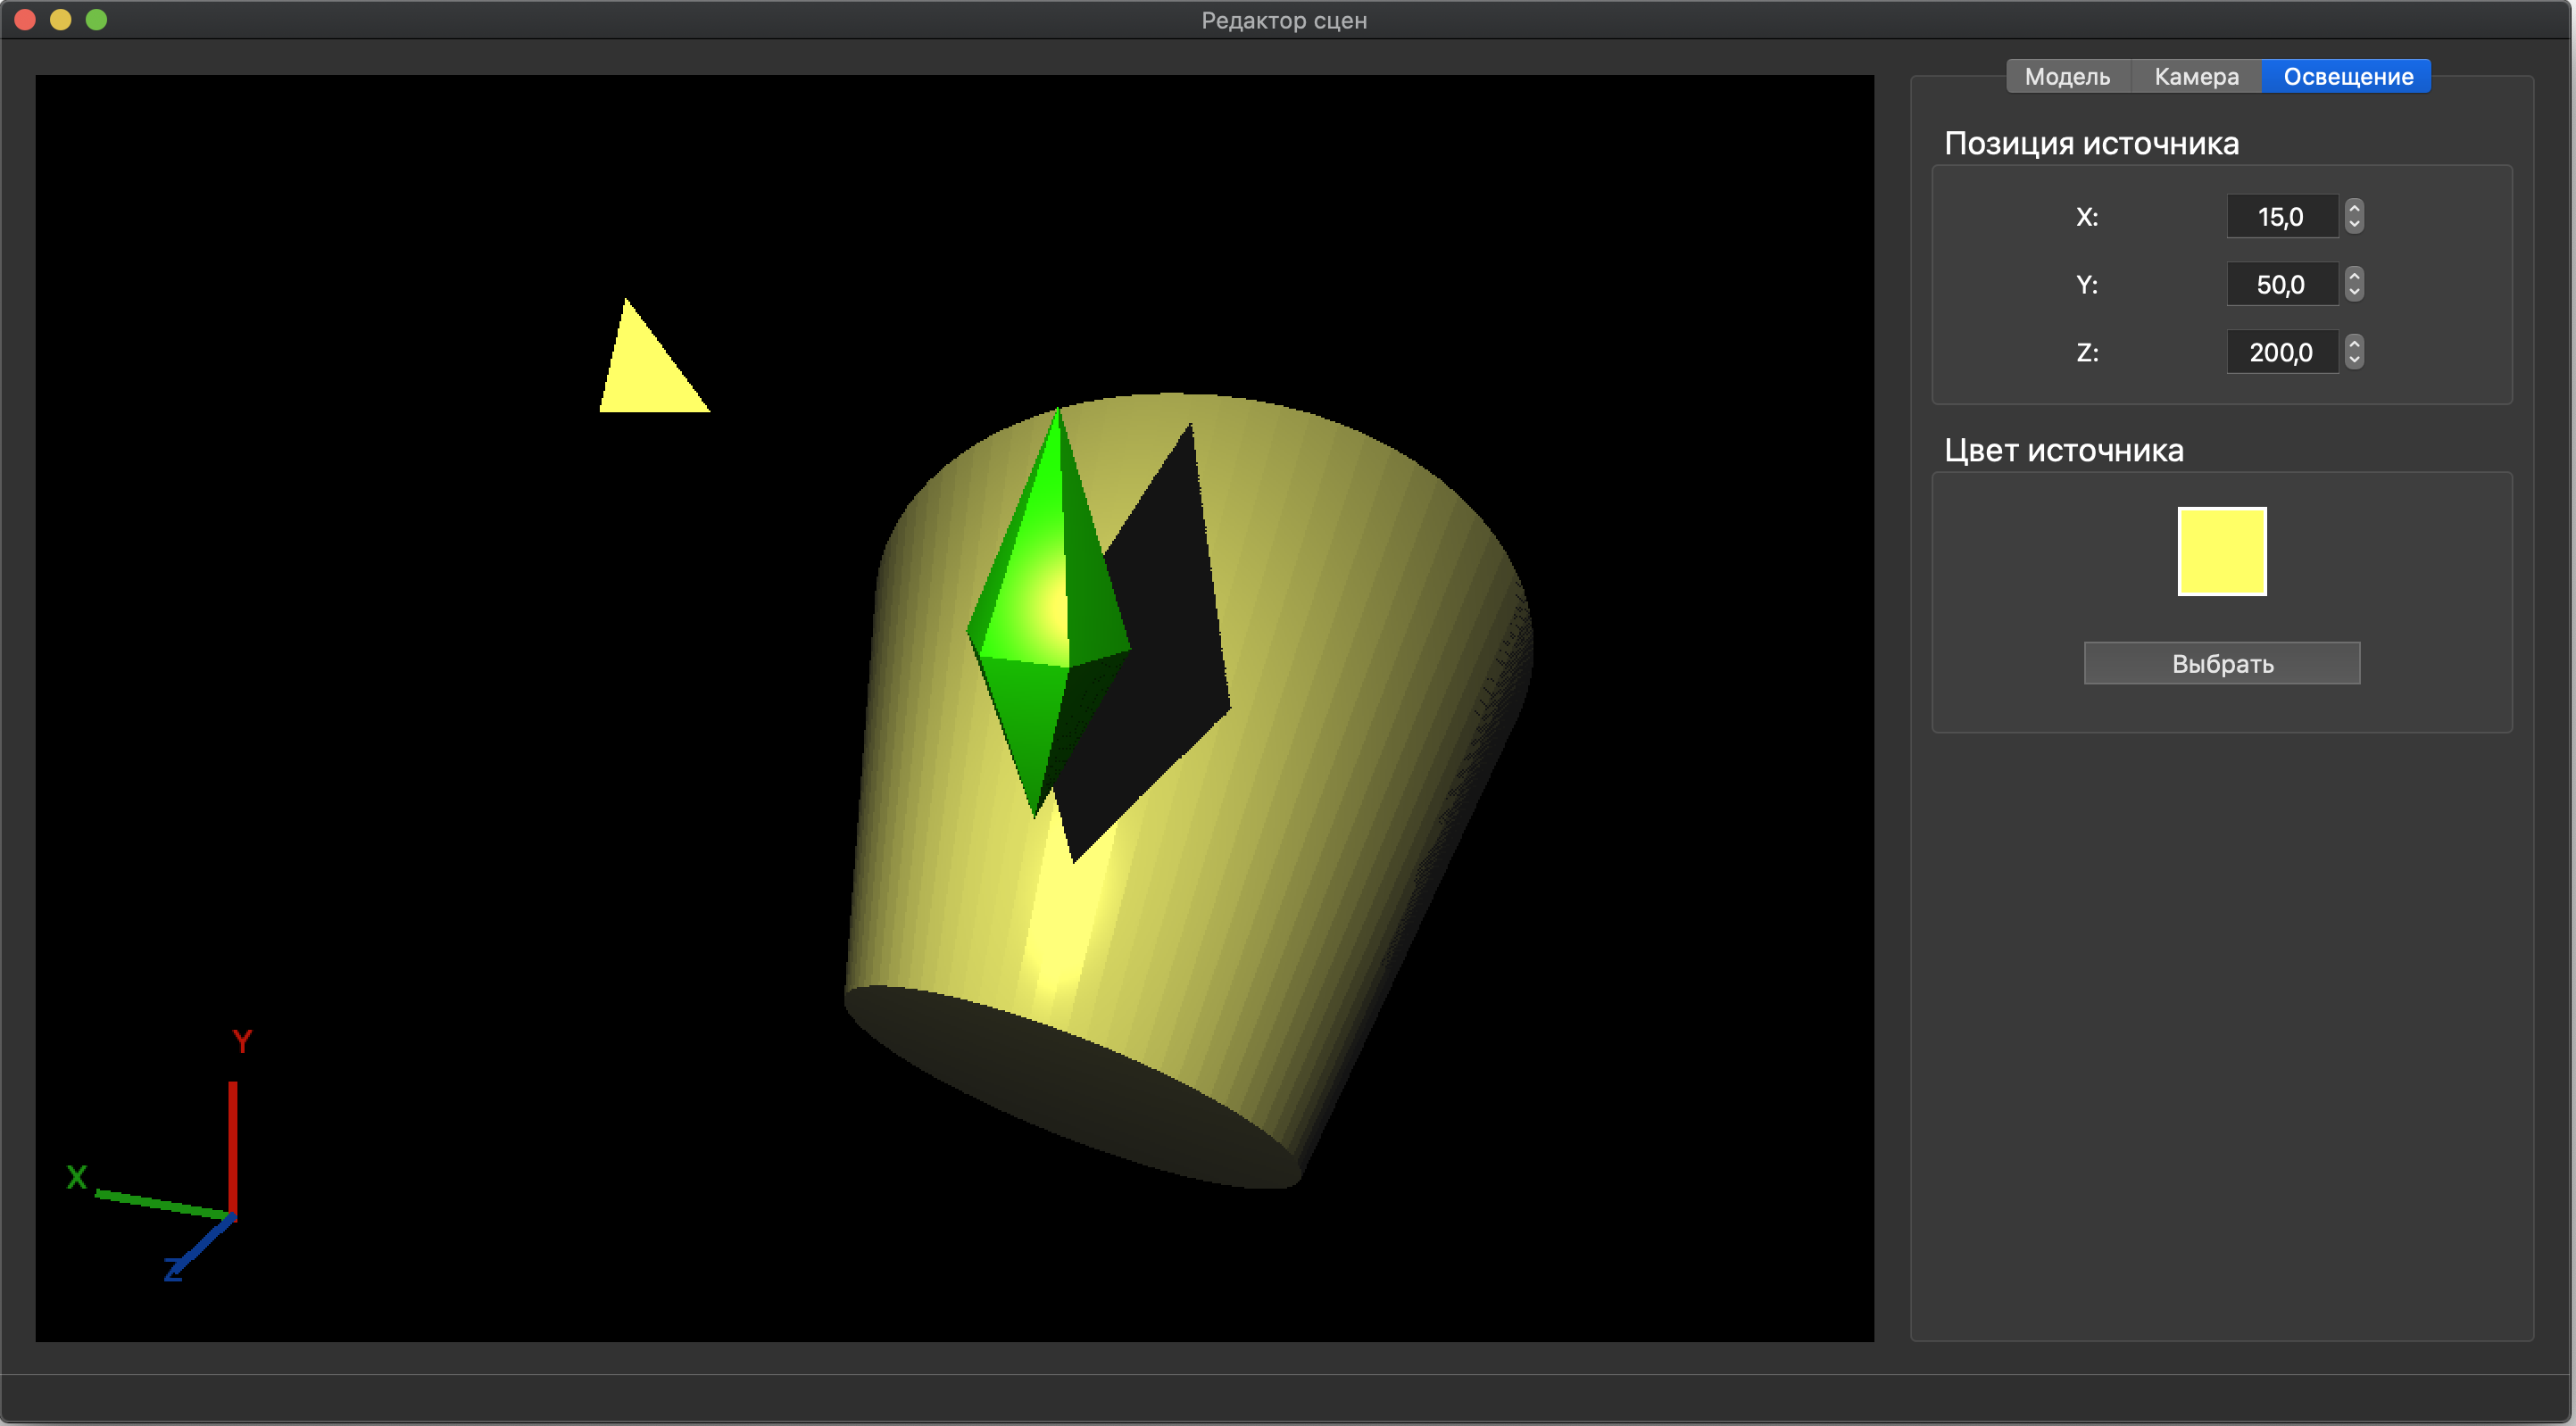 Редактор сцен
Модель Камера Освещение
Позиция источника
X: 15,0
Y: 50,0
Z: 200,0
Цвет источника
Выбрать
Y
X
Z